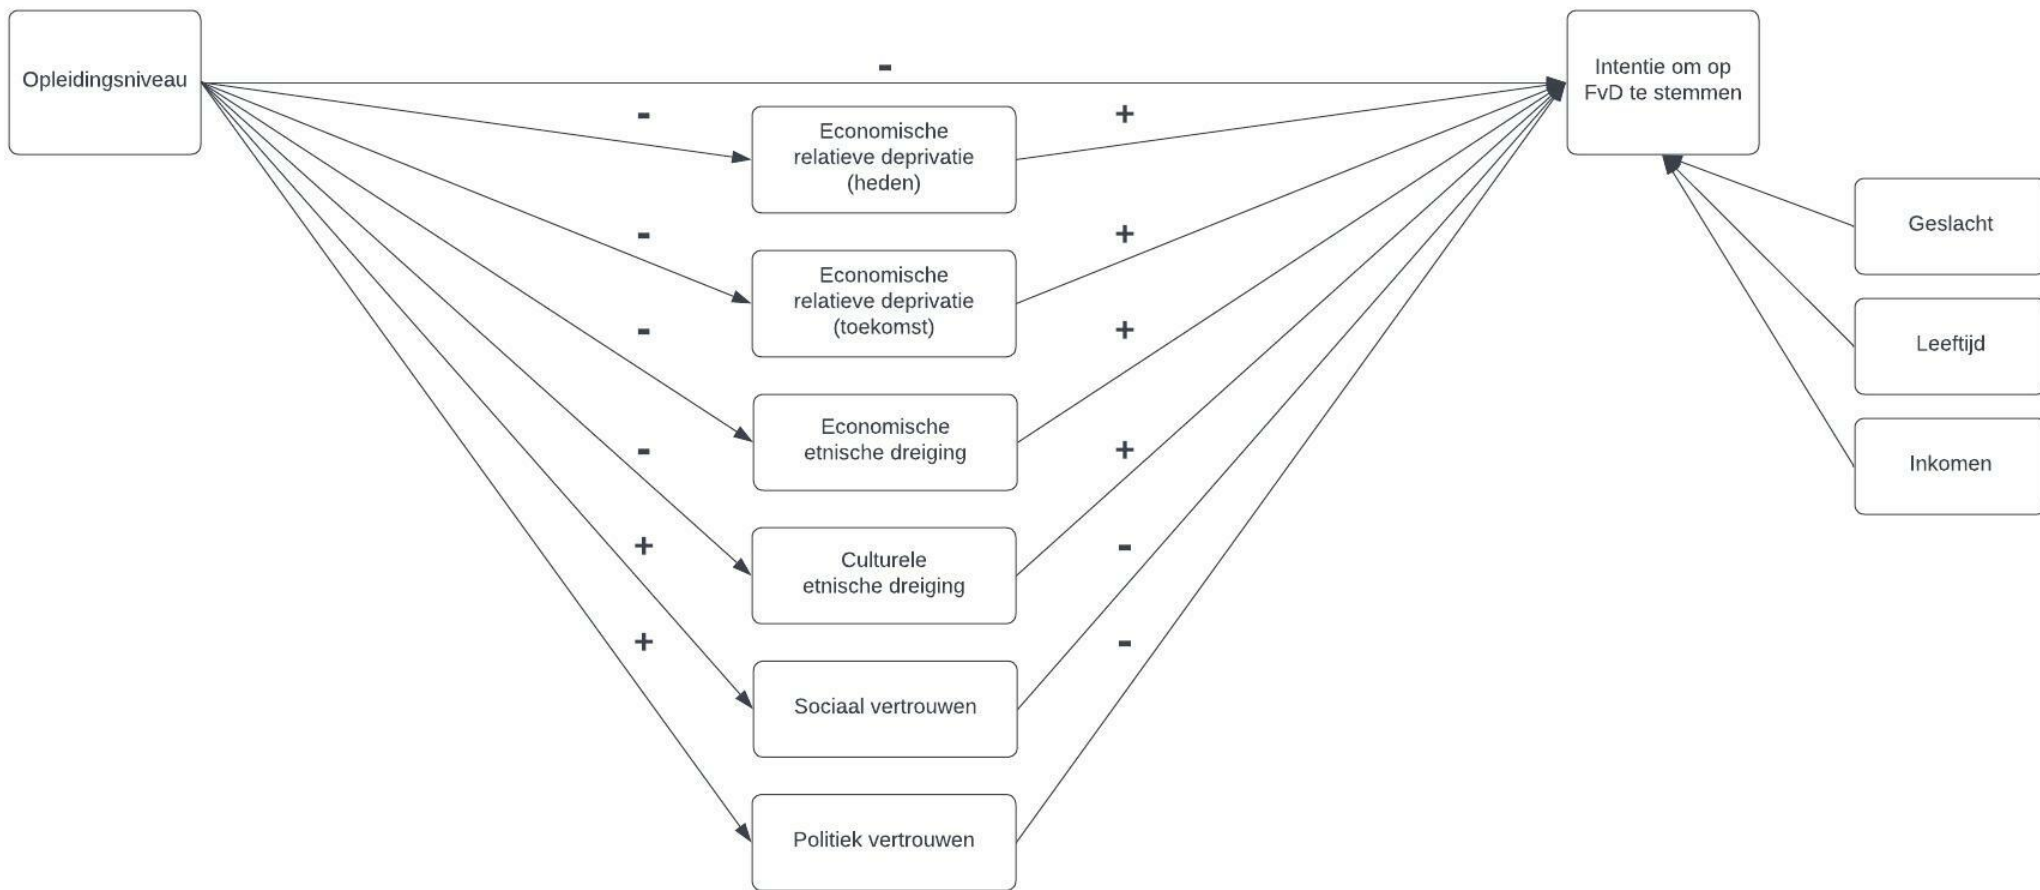 Opleidingsniveau
-
Intentie om op
FvD te stemmen
-
+
Economische
relatieve deprivatie
(heden)
-
+
Economische
relatieve deprivatie
(toekomst)
-
+
Economische
etnische dreiging
-
+
Culturele
etnische dreiging
+
-
Sociaal vertrouwen
+
-
Politiek vertrouwen
Geslacht
Leeftijd
Inkomen